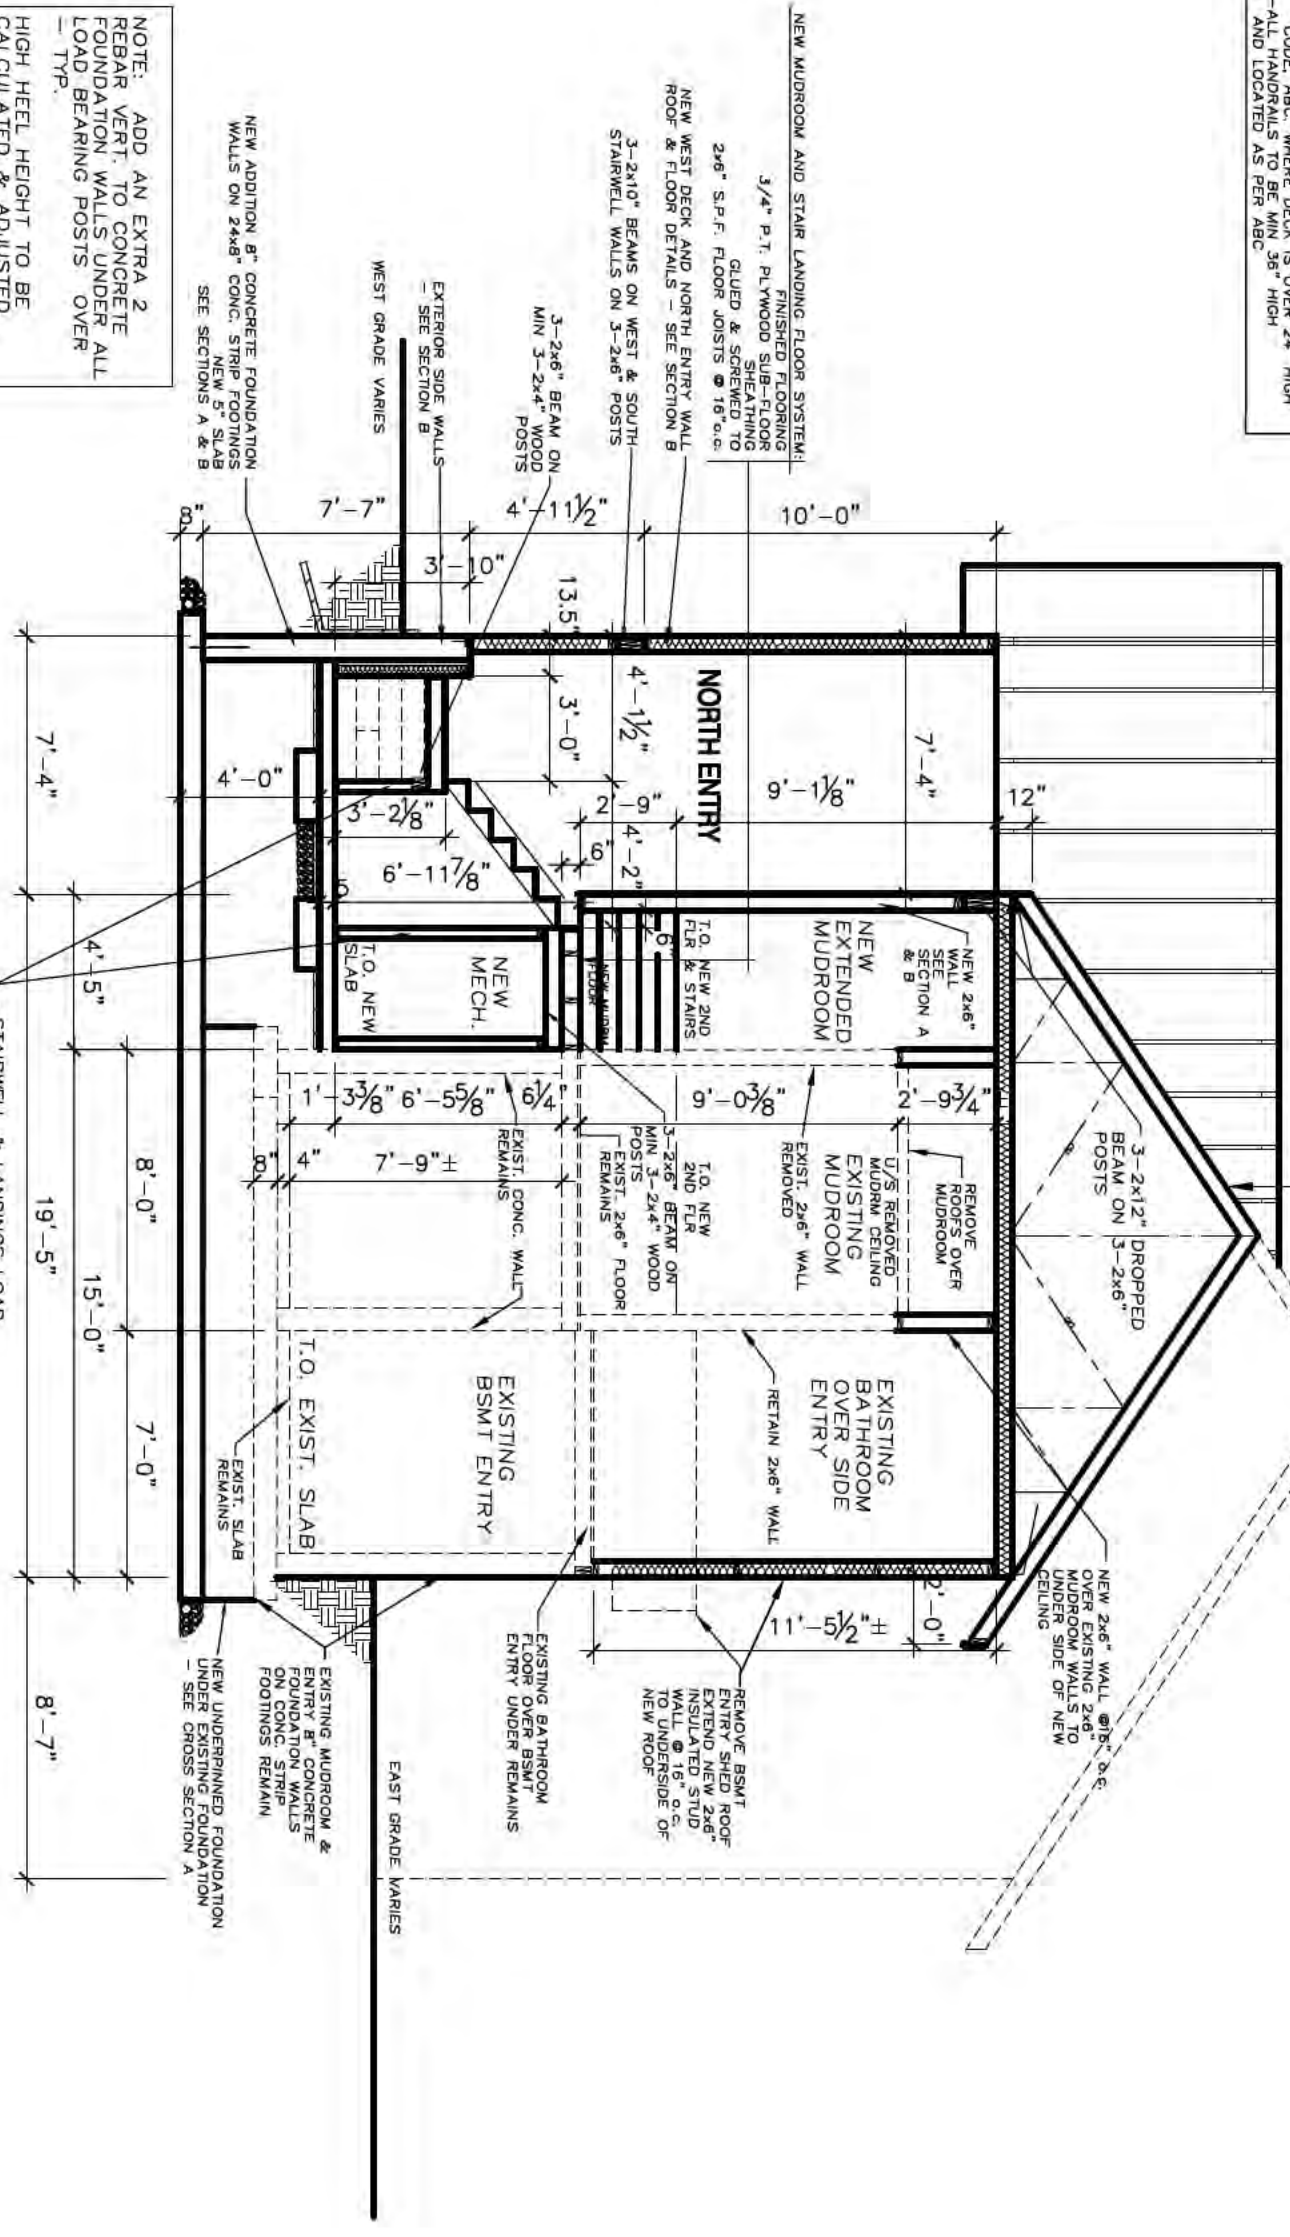 CODE, ABC. WHERE DECK IS OVER 24" HIGH
-ALL HANDRAILS TO BE MIN 36" HIGH
AND LOCATED AS PER ABC
NEW MUDROOM AND STAIR LANDING FLOOR SYSTEM:
FINISHED FLOORING
3/4" P.T. PLYWOOD SUB-FLOOR
SHEATHING
GLUED & SCREWED TO
2x6" S.P.F. FLOOR JOISTS @ 16"o.c.
NEW WEST DECK AND NORTH ENTRY WALL
ROOF & FLOOR DETAILS - SEE SECTION B
3-2x10" BEAMS ON WEST & SOUTH
STAIRWELL WALLS ON 3-2x6" POSTS
3-2x6" BEAM ON
MIN 3-2x4" WOOD
POSTS
EXTERIOR SIDE WALLS
- SEE SECTION B
WEST GRADE VARIES
NEW ADDITION 8" CONCRETE FOUNDATION
WALLS ON 24x8" CONC. STRIP FOOTINGS
NEW 5" SLAB
SEE SECTIONS A & B
NOTE: ADD AN EXTRA 2
REBAR VERT. TO CONCRETE
FOUNDATION WALLS UNDER ALL
LOAD BEARING POSTS OVER
- TYP.
HIGH HEEL HEIGHT TO BE
CALCULATED & ADJUSTED
10'-0"
4'-11½"
7'-7"
8"
3'-10"
13.5"
3'-0"
4'-1½"
NORTH ENTRY
7'-4"
12"
9'-1⅛"
2'-9"
4'-2"
6"
6"
4'-0"
3'-2⅛"
6'-11⅞"
5
NEW
EXTENDED
MUDROOM
NEW 2x6"
WALL
SEE
SECTION A
& B
T.O. NEW 2ND
FLR & STAIRS
NEW MUDRM
FLOOR
NEW
MECH.
T.O. NEW
SLAB
3-2x12" DROPPED
BEAM ON 3-2x6"
POSTS
2'-9¾"
9'-0⅜"
6¼"
6'-5⅝"
1'-3⅜"
7'-9"±
4"
8"
REMOVE
ROOFS OVER
MUDROOM
U/S REMOVED
MUDRM CEILING
EXISTING
MUDROOM
EXIST. 2x6" WALL
REMOVED
T.O. NEW
2ND FLR
3-2x6" BEAM ON
MIN 3-2x4" WOOD
POSTS
EXIST. 2x6" FLOOR
REMAINS
EXIST. CONC. WALL
REMAINS
EXISTING
BATHROOM
OVER SIDE
ENTRY
RETAIN 2x6" WALL
EXISTING
BSMT ENTRY
T.O. EXIST. SLAB
EXIST. SLAB
REMAINS
NEW 2x6" WALL @16" o.c.
OVER EXISTING 2x6"
MUDROOM WALLS TO
UNDER SIDE OF NEW
CEILING
2'-0"
11'-5½"±
REMOVE BSMT
ENTRY SHED ROOF
EXTEND NEW 2x6"
INSULATED STUD
WALL @ 16" o.c.
TO UNDERSIDE OF
NEW ROOF
EXISTING BATHROOM
FLOOR OVER BSMT
ENTRY UNDER REMAINS
EAST GRADE VARIES
EXISTING MUDROOM &
ENTRY 8" CONCRETE
FOUNDATION WALLS
ON CONC. STRIP
FOOTINGS REMAIN
NEW UNDERPINNED FOUNDATION
UNDER EXISTING FOUNDATION
- SEE CROSS SECTION A
8'-0"
7'-0"
4'-5"
15'-0"
7'-4"
19'-5"
8'-7"